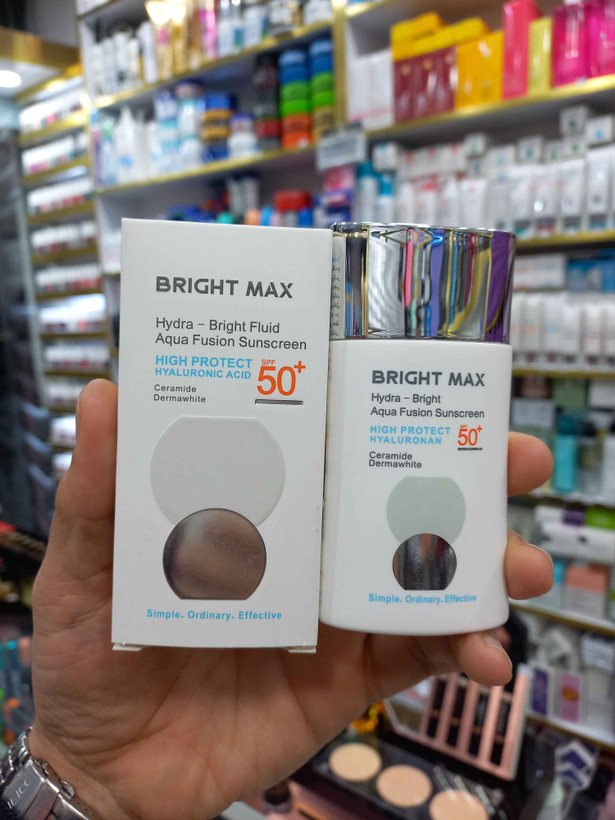 BRIGHT MAX
Hydra – Bright Fluid
Aqua Fusion Sunscreen
HIGH PROTECT
HYALURONIC ACID
SPF
50+
Ceramide
Dermawhite
Simple. Ordinary. Effective
BRIGHT MAX
Hydra – Bright
Aqua Fusion Sunscreen
HIGH PROTECT
HYALURONAN
SPF
50+
Ceramide
Dermawhite
Simple. Ordinary. Effective